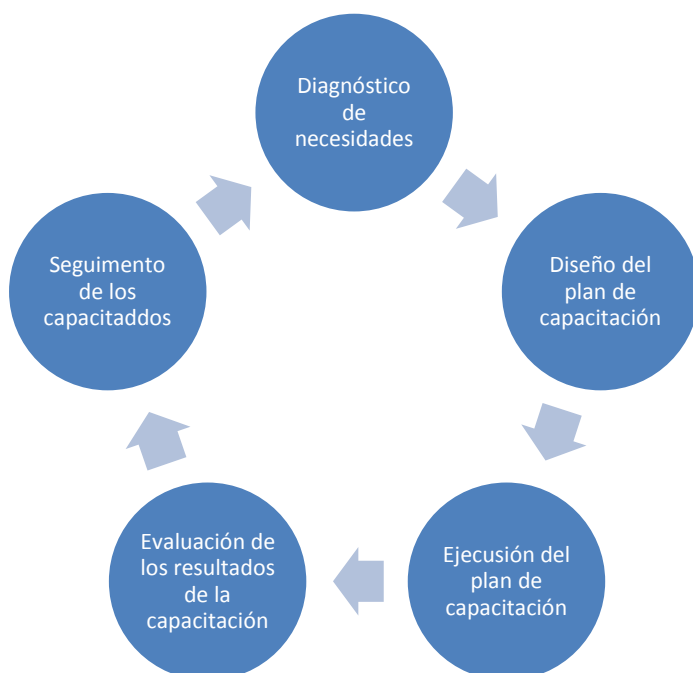 Diagnóstico
de
necesidades
Diseño del
plan de
capacitación
Ejecusión del
plan de
capacitación
Evaluación de
los resultados
de la
capacitación
Seguimento
de los
capacitaddos